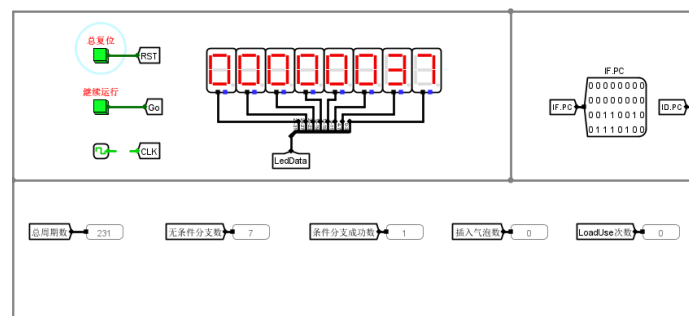 总复位
RST
继续运行
Go
CLK
00000037
LedData
IF.PC
IF.PC
00000000
00000000
00110010
01110100
ID.PC
总周期数 231
无条件分支数 7
条件分支成功数 1
插入气泡数 0
LoadUse次数 0